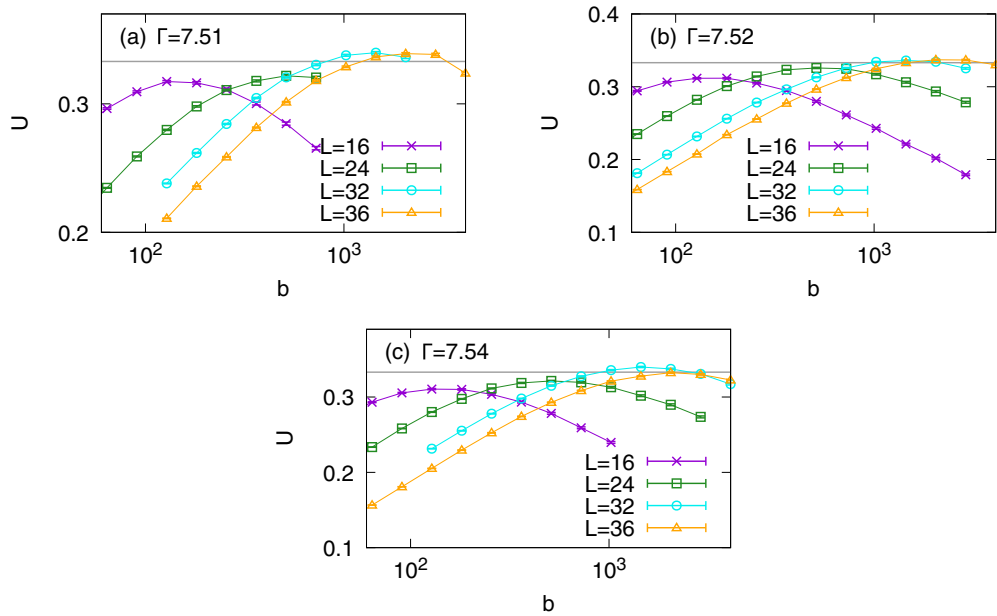 (a) Γ=7.51
0.3
0.2
U
L=16
L=24
L=32
L=36
10²
10³
b
(b) Γ=7.52
0.4
0.3
0.2
0.1
U
L=16
L=24
L=32
L=36
10²
10³
b
(c) Γ=7.54
0.3
0.2
0.1
U
L=16
L=24
L=32
L=36
10²
10³
b